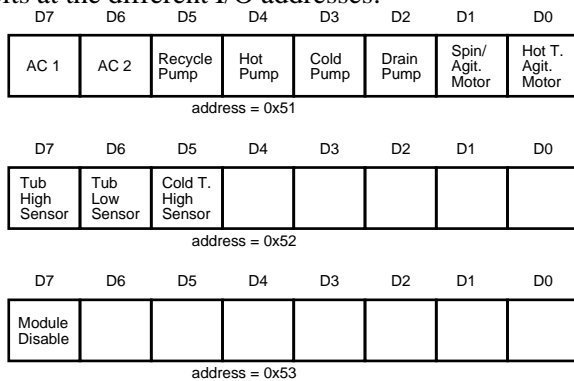 bits at the different I/O addresses:
D7 D6 D5 D4 D3 D2 D1 D0
AC 1 AC 2 Recycle Pump Hot Pump Cold Pump Drain Pump Spin/ Agit. Motor Hot T. Agit. Motor
address = 0x51
D7 D6 D5 D4 D3 D2 D1 D0
Tub High Sensor Tub Low Sensor Cold T. High Sensor
address = 0x52
D7 D6 D5 D4 D3 D2 D1 D0
Module Disable
address = 0x53